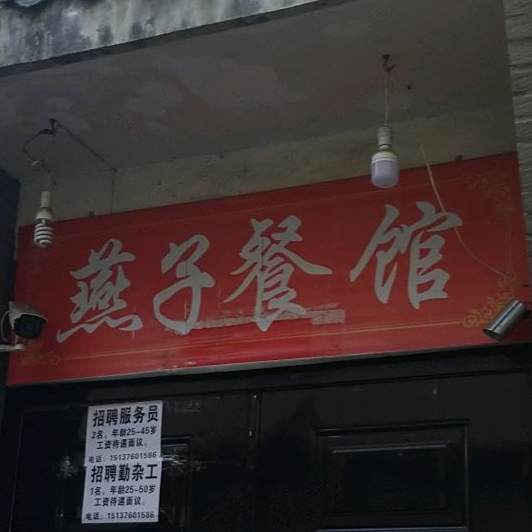 燕子餐馆
招聘服务员
2名，年龄25-45岁
工资待遇面议。
电话：15137601586
招聘勤杂工
1名，年龄25-50岁
工资待遇面议。
电话：15137601586